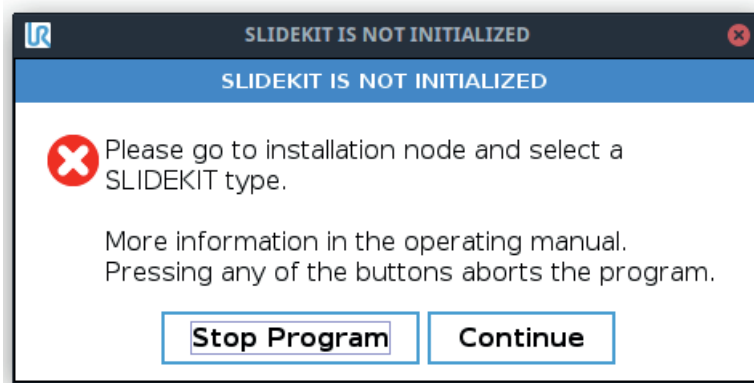 UR
SLIDEKIT IS NOT INITIALIZED
SLIDEKIT IS NOT INITIALIZED
Please go to installation node and select a
SLIDEKIT type.
More information in the operating manual.
Pressing any of the buttons aborts the program.
Stop Program
Continue